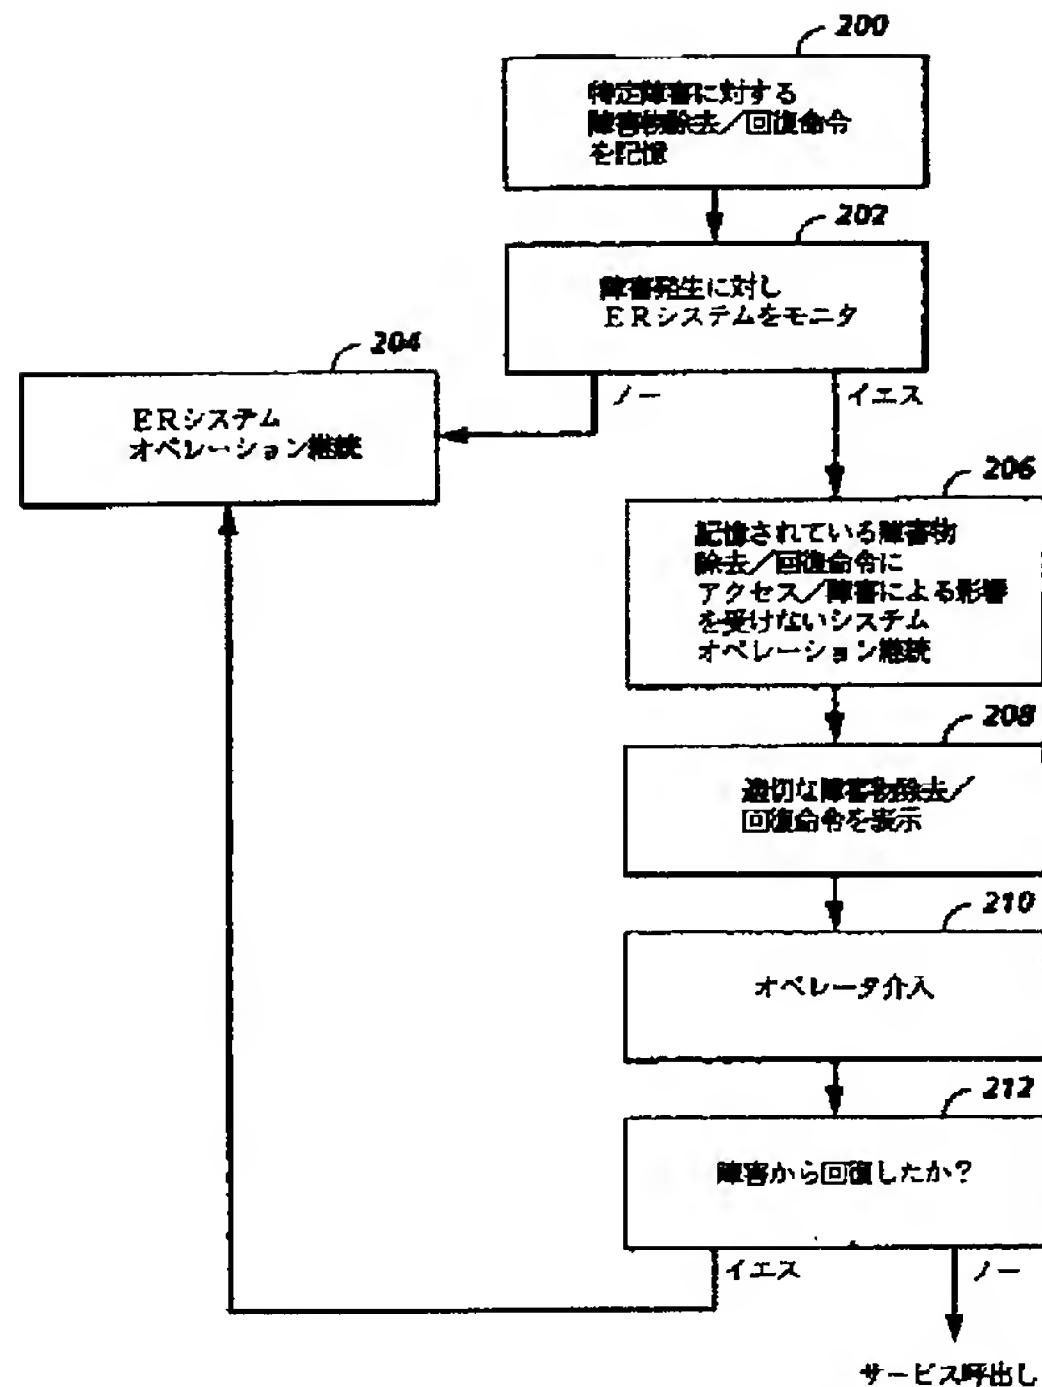 200
特定障害に対する
障害物除去／回復命令
を記憶
202
障害発生に対し
ＥＲシステムをモニタ
204
ＥＲシステム
オペレーション継続
ノー
イエス
206
記憶されている障害物
除去／回復命令に
アクセス／障害による影響
を受けないシステム
オペレーション継続
208
適切な障害物除去／
回復命令を表示
210
オペレータ介入
212
障害から回復したか？
イエス
ノー
サービス呼出し